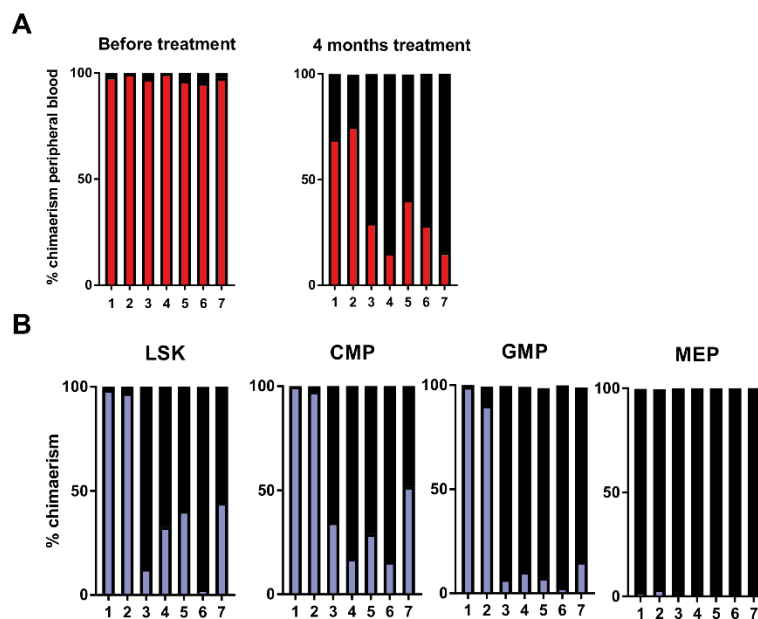 A
Before treatment
4 months treatment
% chimaerism peripheral blood
100
50
0
1 2 3 4 5 6 7
100
50
0
1 2 3 4 5 6 7
B
LSK
CMP
GMP
MEP
% chimaerism
100
50
0
1 2 3 4 5 6 7
100
50
0
1 2 3 4 5 6 7
100
50
0
1 2 3 4 5 6 7
100
50
0
1 2 3 4 5 6 7